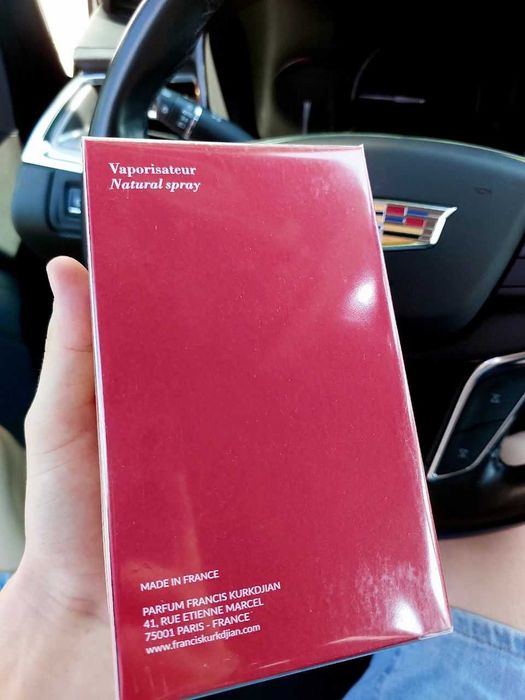 Vaporisateur
Natural spray
MADE IN FRANCE
PARFUM FRANCIS KURKDJIAN
41, RUE ETIENNE MARCEL
75001 PARIS - FRANCE
www.franciskurkdjian.com